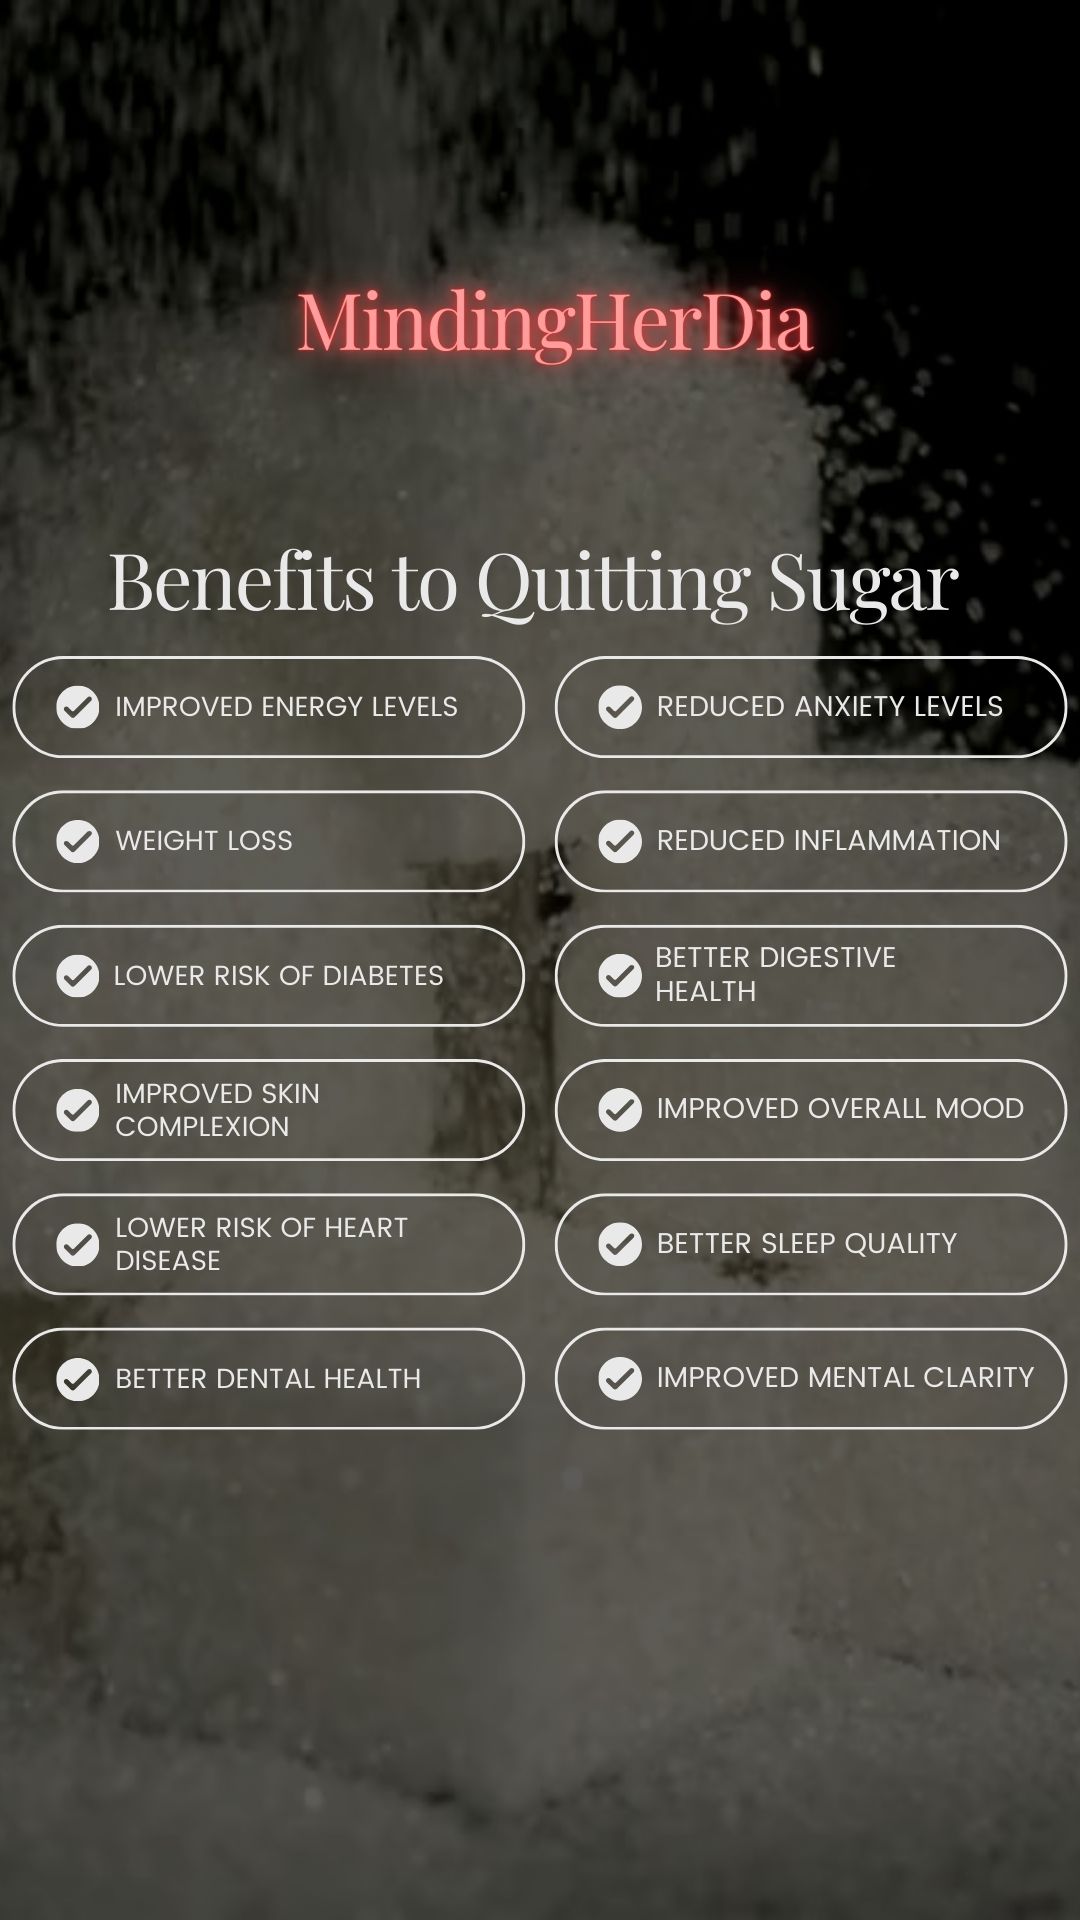 MindingHerDia
Benefits to Quitting Sugar
IMPROVED ENERGY LEVELS
WEIGHT LOSS
LOWER RISK OF DIABETES
IMPROVED SKIN
COMPLEXION
LOWER RISK OF HEART
DISEASE
BETTER DENTAL HEALTH
REDUCED ANXIETY LEVELS
REDUCED INFLAMMATION
BETTER DIGESTIVE
HEALTH
IMPROVED OVERALL MOOD
BETTER SLEEP QUALITY
IMPROVED MENTAL CLARITY